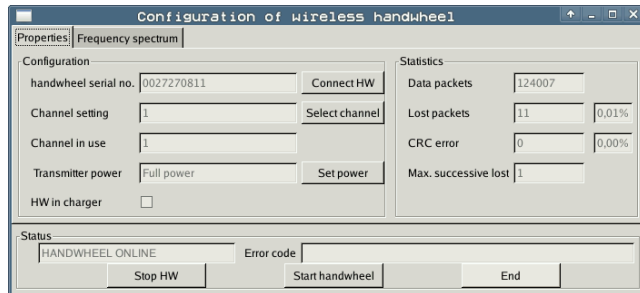 Configuration of wireless handwheel
Properties Frequency spectrum
Configuration
handwheel serial no. 0027270811 Connect HW
Channel setting 1 Select channel
Channel in use 1
Transmitter power Full power Set power
HW in charger
Statistics
Data packets 124007
Lost packets 11 0,01%
CRC error 0 0,00%
Max. successive lost 1
Status
HANDWHEEL ONLINE Error code
Stop HW Start handwheel End